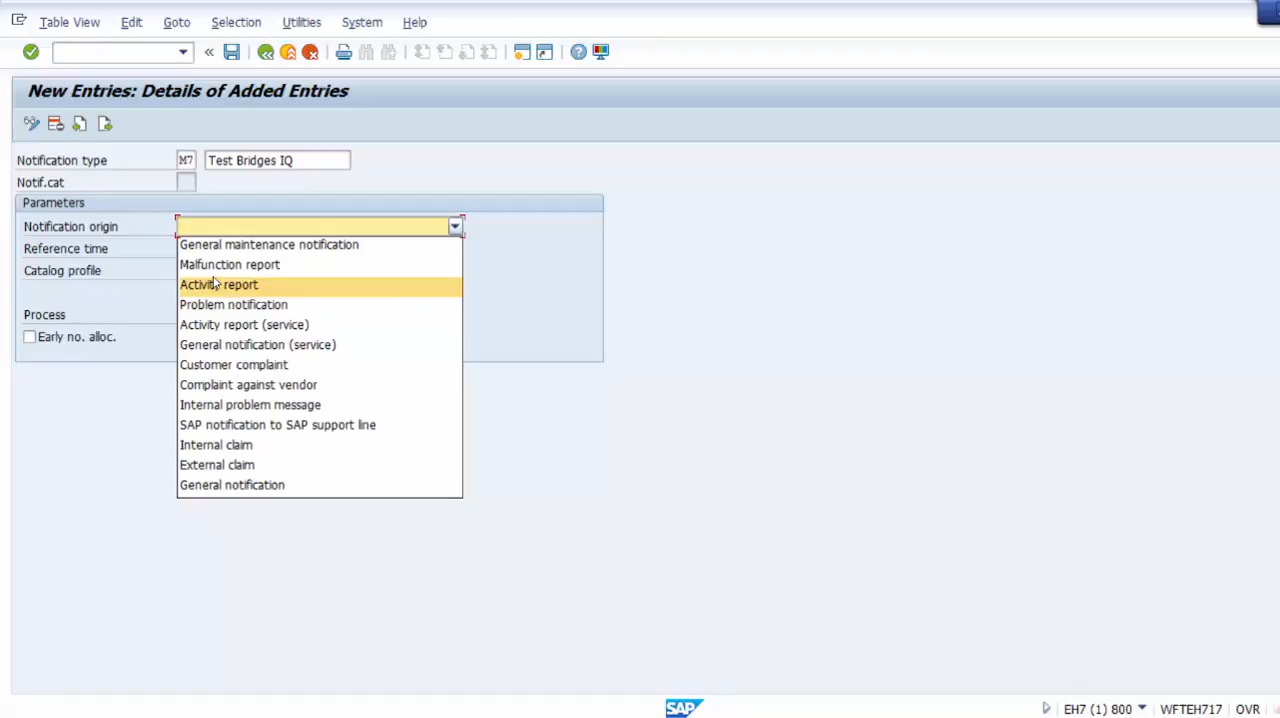 Table View Edit Goto Selection Utilities System Help
New Entries: Details of Added Entries
Notification type M7 Test Bridges IQ
Notif.cat
Parameters
Notification origin
Reference time
Catalog profile
Process
Early no. alloc.
General maintenance notification
Malfunction report
Activity report
Problem notification
Activity report (service)
General notification (service)
Customer complaint
Complaint against vendor
Internal problem message
SAP notification to SAP support line
Internal claim
External claim
General notification
SAP EH7 (1) 800 WFTEH717 OVR